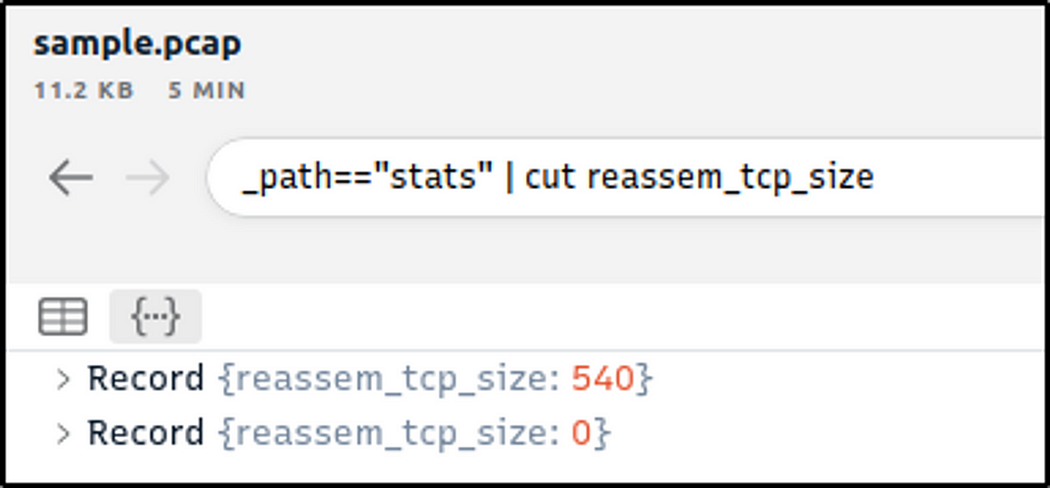 sample.pcap
11.2 KB 5 MIN
_path=="stats" | cut reassem_tcp_size
{···}
> Record {reassem_tcp_size: 540}
> Record {reassem_tcp_size: 0}